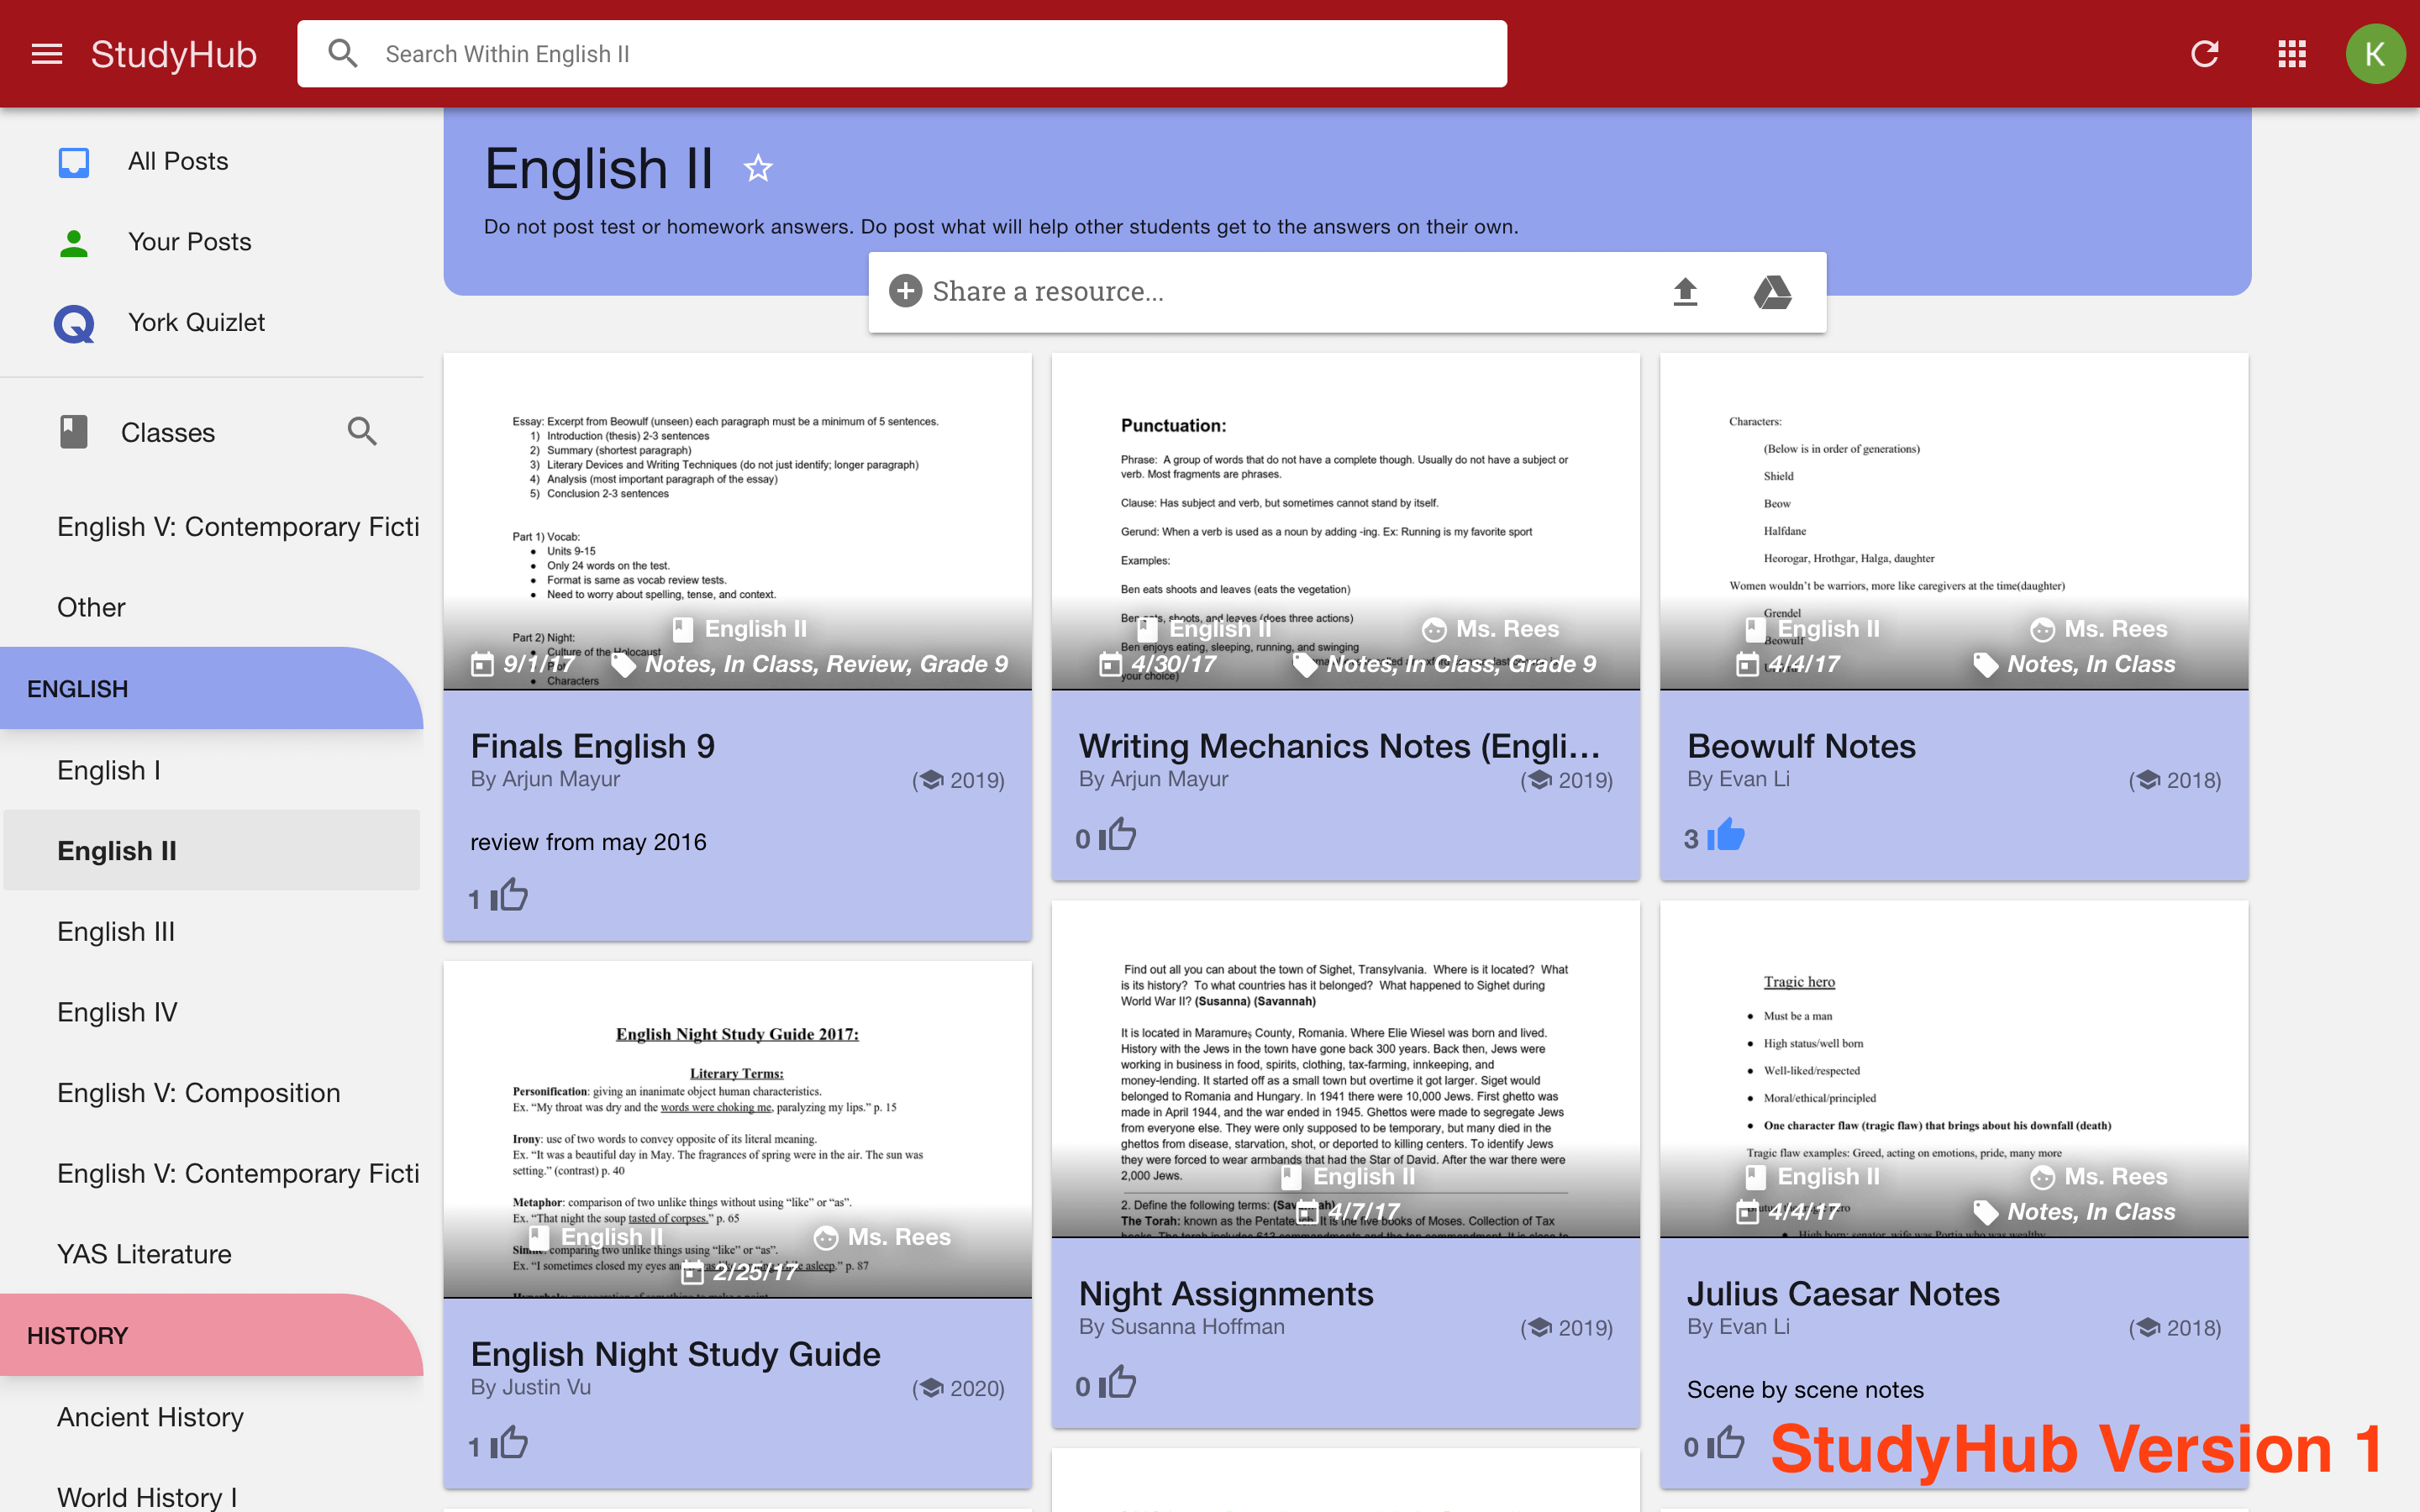 StudyHub
Search Within English II
K
All Posts
Your Posts
York Quizlet
Classes
English V: Contemporary Ficti
Other
ENGLISH
English I
English II
English III
English IV
English V: Composition
English V: Contemporary Ficti
YAS Literature
HISTORY
Ancient History
World History I
English II
Do not post test or homework answers. Do post what will help other students get to the answers on their own.
Share a resource...
Essay: Excerpt from Beowulf (unseen) each paragraph must be a minimum of 5 sentences.
1) Introduction (thesis) 2-3 sentences
2) Summary (shortest paragraph)
3) Literary Devices and Writing Techniques (do not just identify; longer paragraph)
4) Analysis (most important paragraph of the essay)
5) Conclusion 2-3 sentences
Part 1) Vocab:
• Units 9-15
• Only 24 words on the test.
• Format is same as vocab review tests.
• Need to worry about spelling, tense, and context.
Part 2) Night:
• Culture of the Holocaust
• Characters
English II
9/1/17 Notes, In Class, Review, Grade 9
Finals English 9
By Arjun Mayur (2019)
review from may 2016
1
English Night Study Guide 2017:
Literary Terms:
Personification: giving an inanimate object human characteristics.
Ex. “My throat was dry and the words were choking me, paralyzing my lips.” p. 15
Irony: use of two words to convey opposite of its literal meaning.
Ex. “It was a beautiful day in May. The fragrances of spring were in the air. The sun was
setting.” (contrast) p. 40
Metaphor: comparison of two unlike things without using “like” or “as”.
Ex. “That night the soup tasted of corpses.” p. 65
Simile: comparing two unlike things using “like” or “as”.
Ex. “I sometimes closed my eyes and asleep.” p. 87
English II Ms. Rees
2/25/17
English Night Study Guide
By Justin Vu (2020)
1
Punctuation:
Phrase: A group of words that do not have a complete though. Usually do not have a subject or
verb. Most fragments are phrases.
Clause: Has subject and verb, but sometimes cannot stand by itself.
Gerund: When a verb is used as a noun by adding -ing. Ex: Running is my favorite sport
Examples:
Ben eats shoots and leaves (eats the vegetation)
Ben eats, shoots, and leaves (does three actions)
Ben enjoys eating, sleeping, running, and swinging
your choice)
English II Ms. Rees
4/30/17 Notes, In Class, Grade 9
Writing Mechanics Notes (Engli...
By Arjun Mayur (2019)
0
Find out all you can about the town of Sighet, Transylvania. Where is it located? What
is its history? To what countries has it belonged? What happened to Sighet during
World War II? (Susanna) (Savannah)
It is located in Maramureș County, Romania. Where Elie Wiesel was born and lived.
History with the Jews in the town have gone back 300 years. Back then, Jews were
working in business in food, spirits, clothing, tax-farming, innkeeping, and
money-lending. It started off as a small town but overtime it got larger. Siget would
belonged to Romania and Hungary. In 1941 there were 10,000 Jews. First ghetto was
made in April 1944, and the war ended in 1945. Ghettos were made to segregate Jews
from everyone else. They were only supposed to be temporary, but many died in the
ghettos from disease, starvation, shot, or deported to killing centers. To identify Jews
they were forced to wear armbands that had the Star of David. After the war there were
2,000 Jews.
2. Define the following terms: (Savannah)
The Torah: known as the Pentateuch. It is the five books of Moses. Collection of Tax
English II
4/7/17
Night Assignments
By Susanna Hoffman (2019)
0
Characters:
(Below is in order of generations)
Shield
Beow
Halfdane
Heorogar, Hrothgar, Halga, daughter
Women wouldn’t be warriors, more like caregivers at the time(daughter)
Grendel
Beowulf
English II Ms. Rees
4/4/17 Notes, In Class
Beowulf Notes
By Evan Li (2018)
3
Tragic hero
• Must be a man
• High status/well born
• Well-liked/respected
• Moral/ethical/principled
• One character flaw (tragic flaw) that brings about his downfall (death)
Tragic flaw examples: Greed, acting on emotions, pride, many more
• High born: senator, wife was Portia who was wealthy
English II Ms. Rees
4/4/17 Notes, In Class
Julius Caesar Notes
By Evan Li (2018)
Scene by scene notes
0
StudyHub Version 1